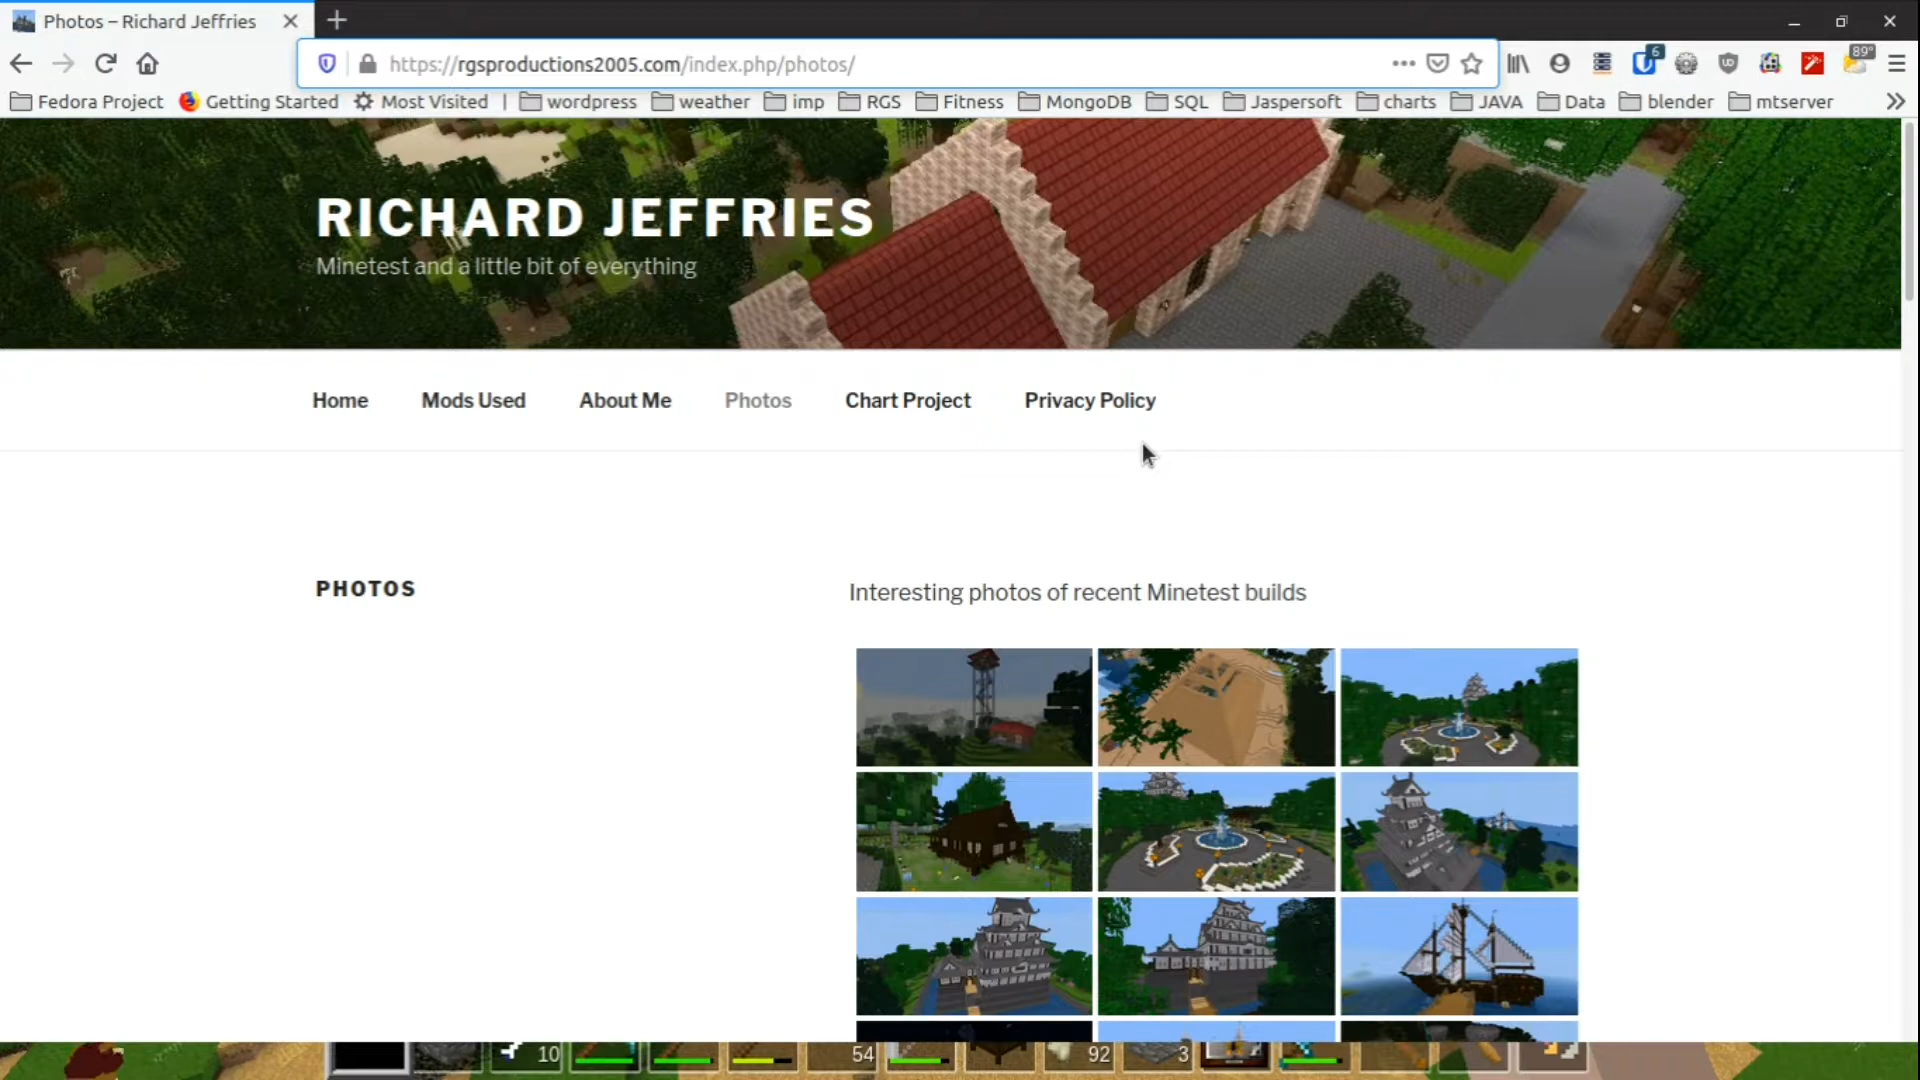 Photos – Richard Jeffries
https://rgsproductions2005.com/index.php/photos/
6
89°
Fedora Project
Getting Started
Most Visited
wordpress
weather
imp
RGS
Fitness
MongoDB
SQL
Jaspersoft
charts
JAVA
Data
blender
mtserver
RICHARD JEFFRIES
Minetest and a little bit of everything
Home
Mods Used
About Me
Photos
Chart Project
Privacy Policy
PHOTOS
Interesting photos of recent Minetest builds
10
54
92
3